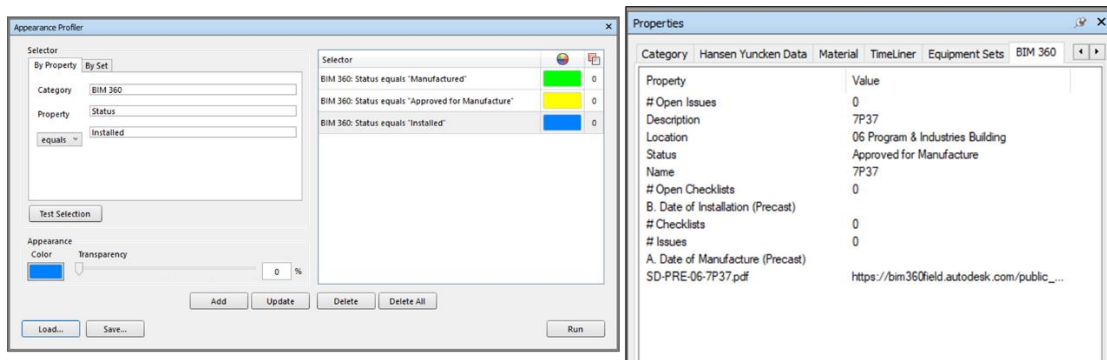 Appearance Profiler
Selector
By Property By Set
Category BIM 360
Property Status
equals Installed
Test Selection
Appearance
Color Transparency
0 %
Selector
BIM 360: Status equals "Manufactured" 0
BIM 360: Status equals "Approved for Manufacture" 0
BIM 360: Status equals "Installed" 0
Add Update Delete Delete All
Load... Save... Run
Properties
Category Hansen Yuncken Data Material TimeLiner Equipment Sets BIM 360
Property Value
# Open Issues 0
Description 7P37
Location 06 Program & Industries Building
Status Approved for Manufacture
Name 7P37
# Open Checklists 0
B. Date of Installation (Precast)
# Checklists 0
# Issues 0
A. Date of Manufacture (Precast)
SD-PRE-06-7P37.pdf https://bim360field.autodesk.com/public_...